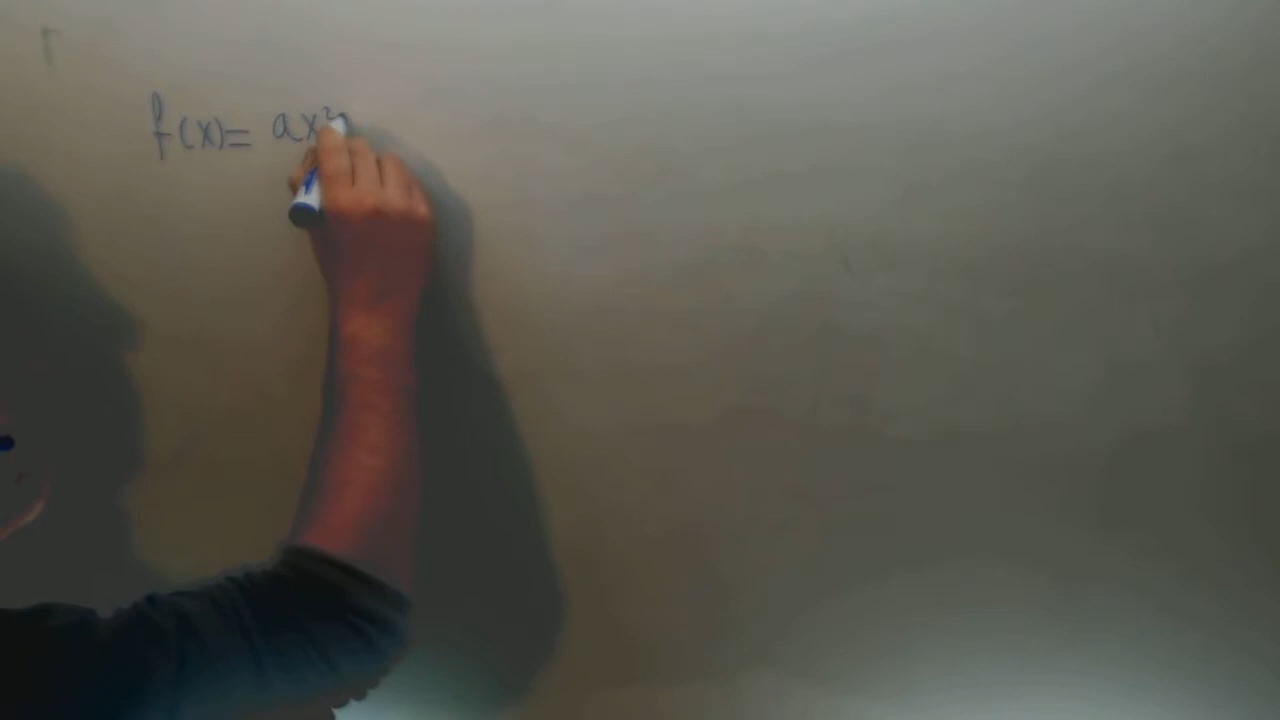 f(x)= ax²